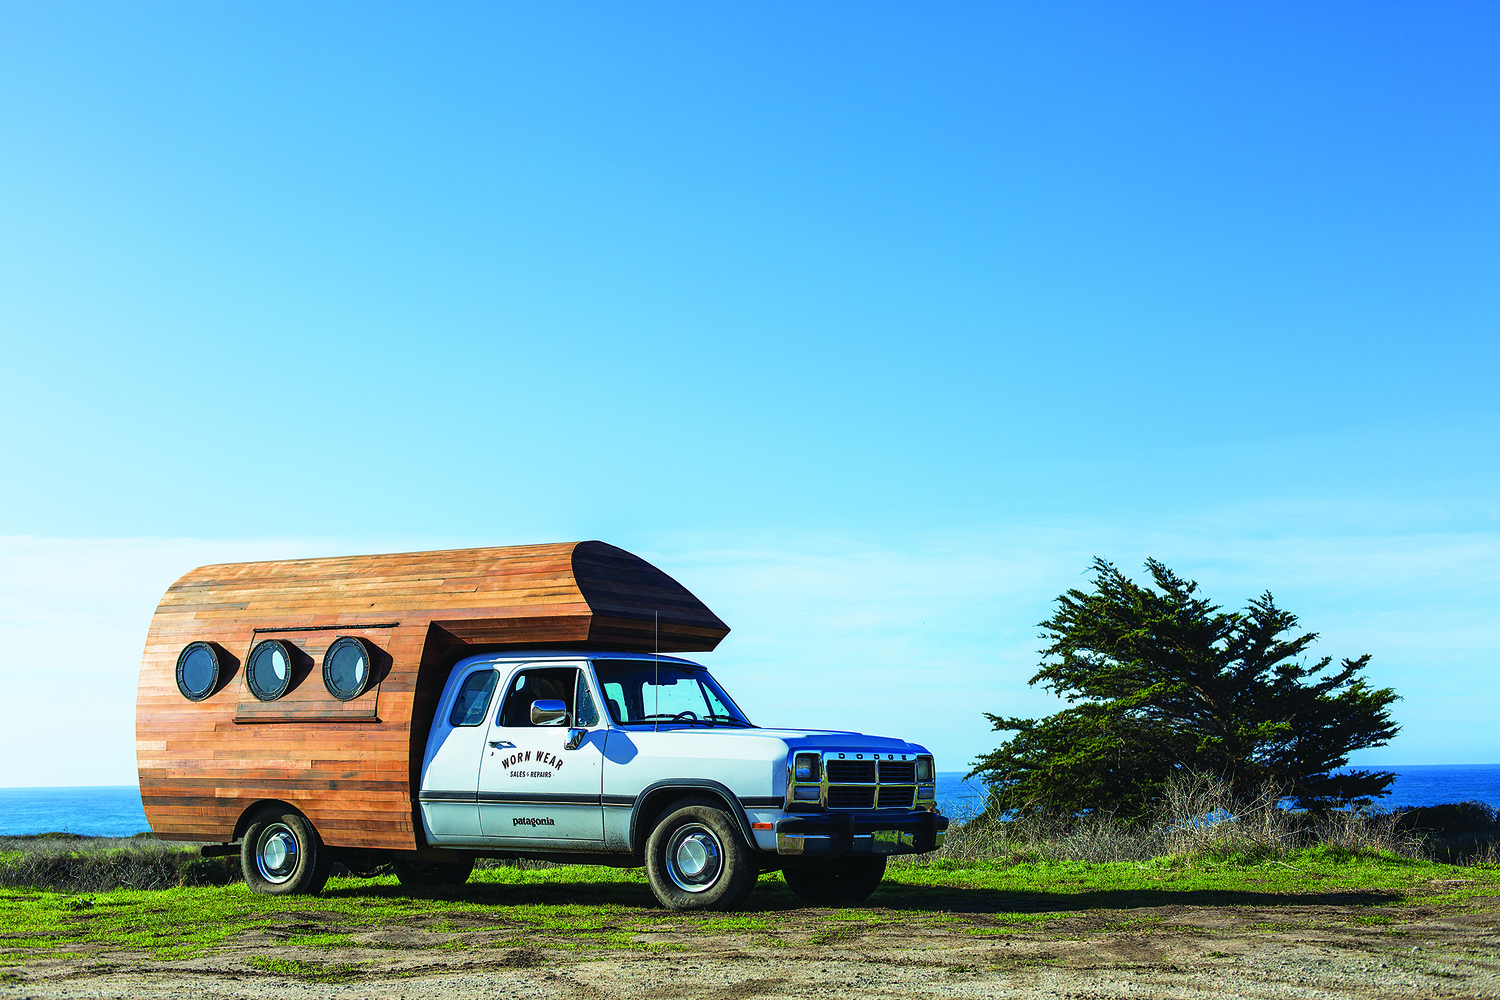 WORN WEAR
SALES & REPAIRS
patagonia
DODGE